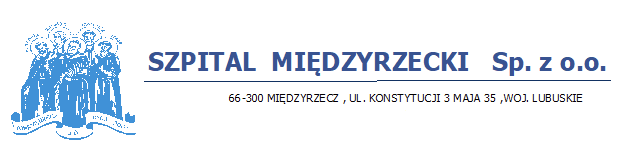 SZPITAL MIĘDZYRZECKI Sp. z o.o.
66-300 MIĘDZYRZECZ , UL. KONSTYTUCJI 3 MAJA 35 ,WOJ. LUBUSKIE